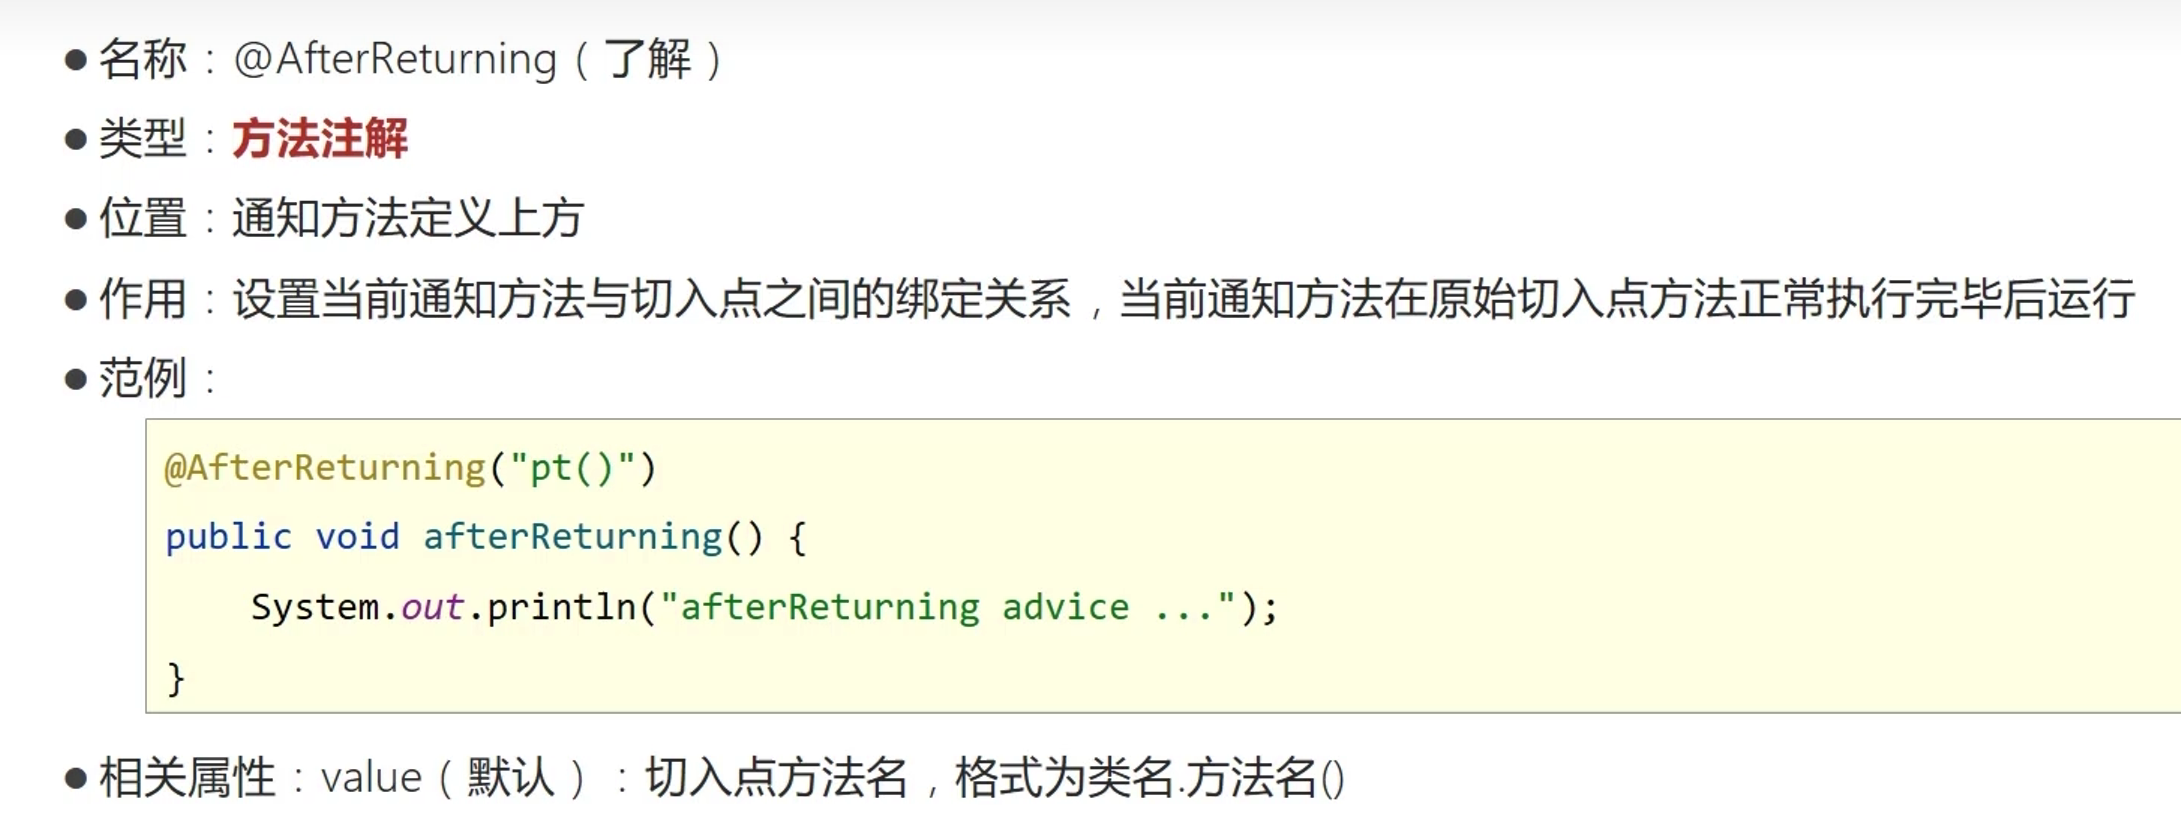 ● 名称：@AfterReturning（了解）
● 类型：方法注解
● 位置：通知方法定义上方
● 作用：设置当前通知方法与切入点之间的绑定关系，当前通知方法在原始切入点方法正常执行完毕后运行
● 范例：
@AfterReturning("pt()")
public void afterReturning() {
    System.out.println("afterReturning advice ...");
}
● 相关属性：value（默认）：切入点方法名，格式为类名.方法名()